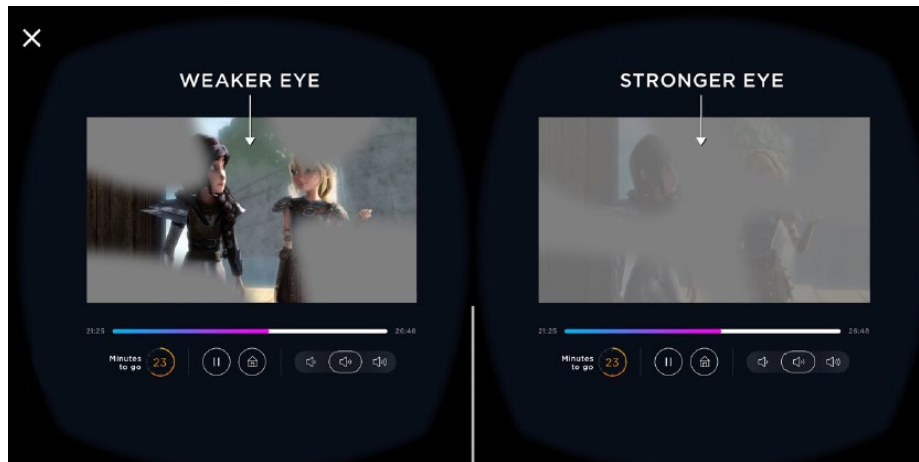 WEAKER EYE
STRONGER EYE
21:25
26:48
21:25
26:48
Minutes
to go
23
Minutes
to go
23